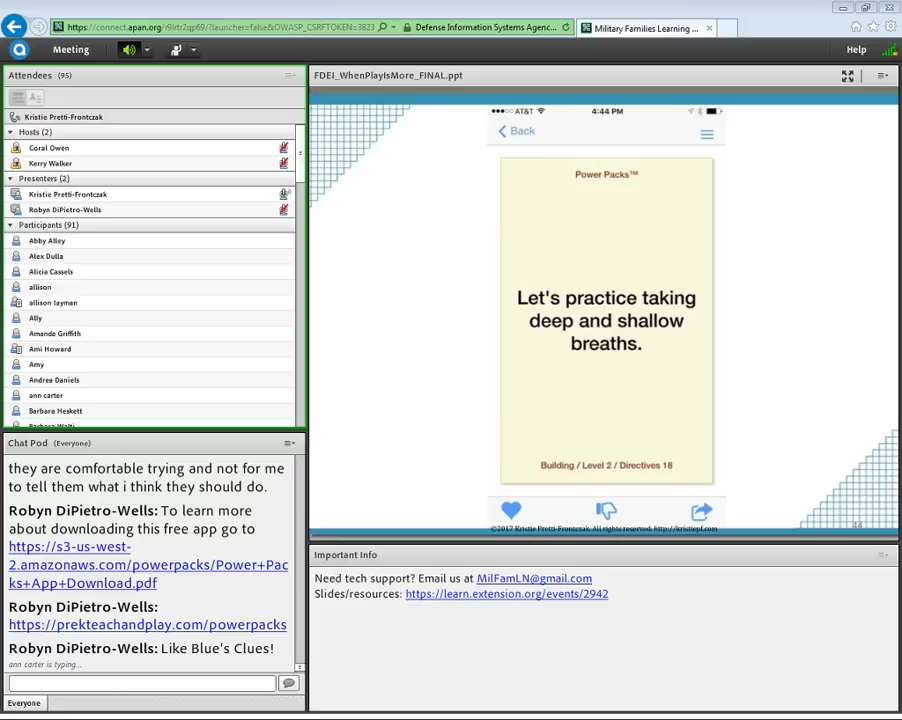 https://connect.apan.org/r9iytr2qp69/?launcher=false&OWASP_CSRFTOKEN=3823
Defense Information Systems Agenc...
Military Families Learning ...
Meeting
Help
Attendees (95)
Kristie Pretti-Frontczak
Hosts (2)
Coral Owen
Kerry Walker
Presenters (2)
Kristie Pretti-Frontczak
Robyn DiPietro-Wells
Participants (91)
Abby Alley
Alex Dulla
Alicia Cassels
allison
allison layman
Ally
Amanda Griffith
Ami Howard
Amy
Andrea Daniels
ann carter
Barbara Heskett
Barbara Walti
Chat Pod (Everyone)
they are comfortable trying and not for me
to tell them what i think they should do.
Robyn DiPietro-Wells: To learn more
about downloading this free app go to
https://s3-us-west-
2.amazonaws.com/powerpacks/Power+Pac
ks+App+Download.pdf
Robyn DiPietro-Wells:
https://prekteachandplay.com/powerpacks
Robyn DiPietro-Wells: Like Blue's Clues!
ann carter is typing...
Everyone
FDEI_WhenPlayIsMore_FINAL.ppt
AT&T
4:44 PM
Back
Power Packs™
Let's practice taking
deep and shallow
breaths.
Building / Level 2 / Directives 18
©2017 Kristie Pretti-Frontczak. All rights reserved. http://kristiepf.com
44
Important Info
Need tech support? Email us at MilFamLN@gmail.com
Slides/resources: https://learn.extension.org/events/2942